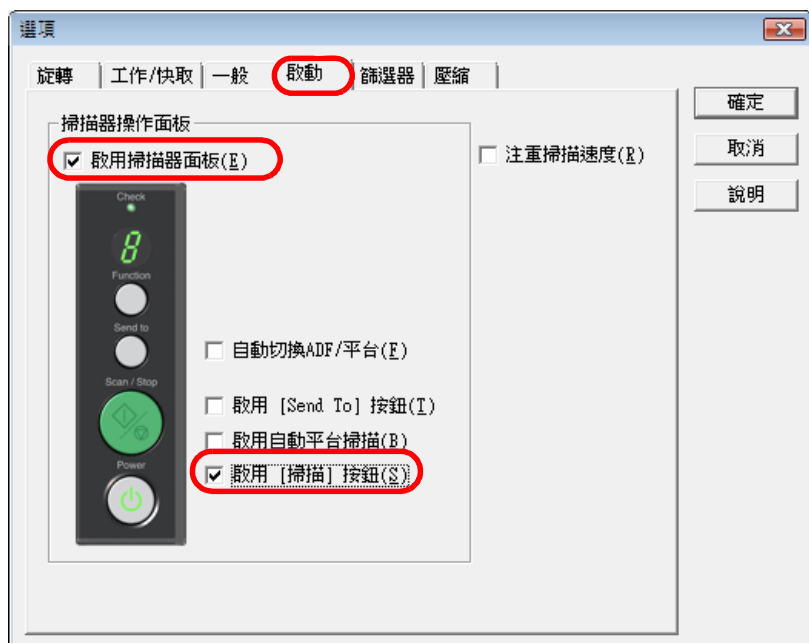 選項
旋轉 工作/快取 一般 啟動 篩選器 壓縮
確定
取消
說明
掃描器操作面板
啟用掃描器面板(E)
注重掃描速度(R)
Check
8
Function
Send to
Scan / Stop
Power
自動切換ADF/平台(F)
啟用 [Send To] 按鈕(T)
啟用自動平台掃描(B)
啟用 [掃描] 按鈕(S)